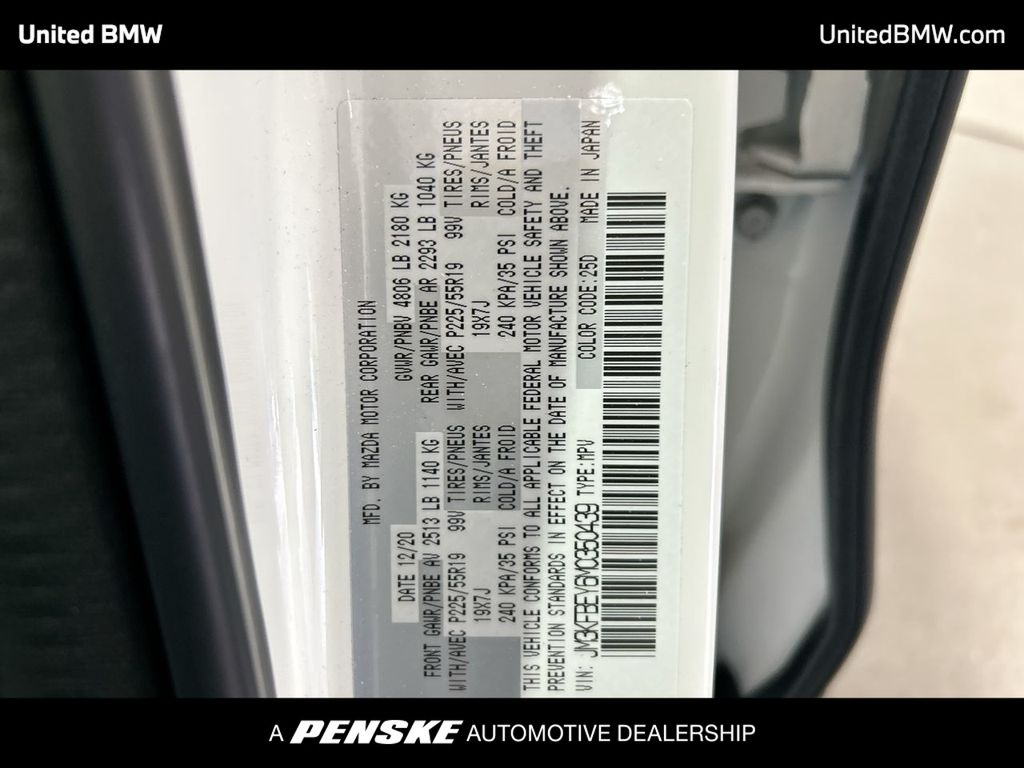 United BMW
UnitedBMW.com
MFD. BY MAZDA MOTOR CORPORATION
DATE 12/20 GVWR/PNBV 4806 LB 2180 KG
FRONT GAWR/PNBE AV 2513 LB 1140 KG REAR GAWR/PNBE AR 2293 LB 1040 KG
WITH/AVEC P225/55R19 99V TIRES/PNEUS WITH/AVEC P225/55R19 99V TIRES/PNEUS
19X7J RIMS/JANTES 19X7J RIMS/JANTES
240 KPA/35 PSI COLD/A FROID 240 KPA/35 PSI COLD/A FROID
THIS VEHICLE CONFORMS TO ALL APPLICABLE FEDERAL MOTOR VEHICLE SAFETY AND THEFT
PREVENTION STANDARDS IN EFFECT ON THE DATE OF MANUFACTURE SHOWN ABOVE.
VIN: JM3KFBEY6M0350439 TYPE:MPV COLOR CODE:25D MADE IN JAPAN
A PENSKE AUTOMOTIVE DEALERSHIP